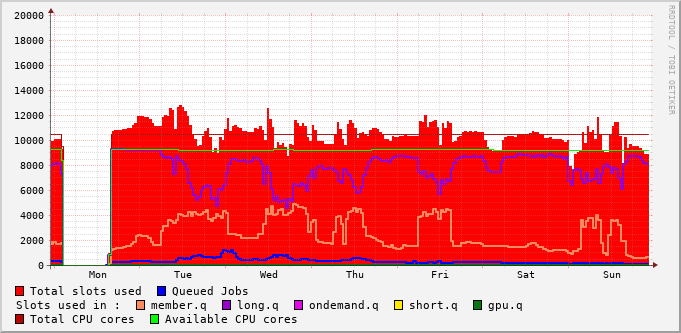 RRDTOOL / TOBI OETIKER
20000
18000
16000
14000
12000
10000
8000
6000
4000
2000
0
Mon Tue Wed Thu Fri Sat Sun
Total slots used Queued Jobs
Slots used in : member.q long.q ondemand.q short.q gpu.q
Total CPU cores Available CPU cores